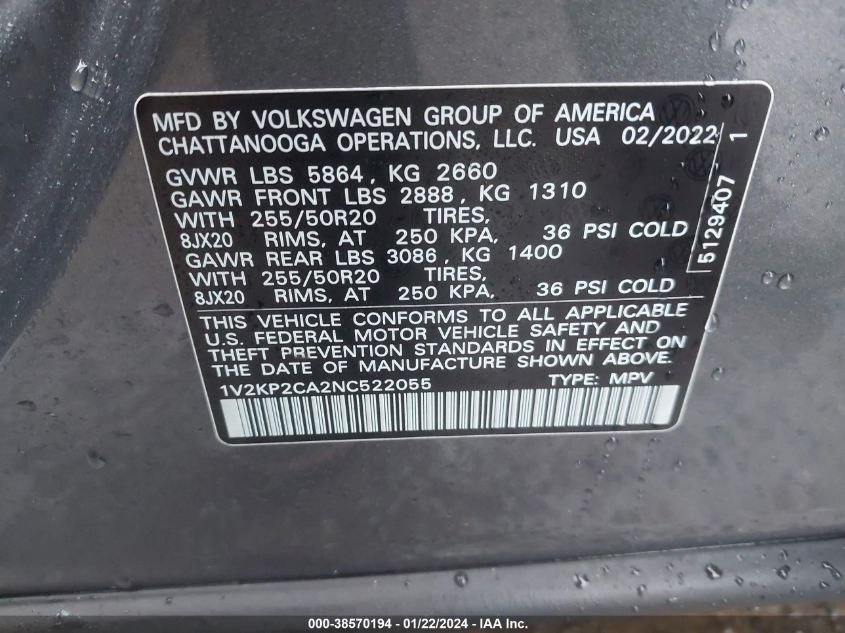 MFD BY VOLKSWAGEN GROUP OF AMERICA
CHATTANOOGA OPERATIONS, LLC. USA 02/2022
GVWR LBS 5864, KG 2660
GAWR FRONT LBS 2888, KG 1310
WITH 255/50R20 TIRES,
8JX20 RIMS, AT 250 KPA, 36 PSI COLD
GAWR REAR LBS 3086, KG 1400
WITH 255/50R20 TIRES,
8JX20 RIMS, AT 250 KPA, 36 PSI COLD
5129407 1
THIS VEHICLE CONFORMS TO ALL APPLICABLE
U.S. FEDERAL MOTOR VEHICLE SAFETY AND
THEFT PREVENTION STANDARDS IN EFFECT ON
THE DATE OF MANUFACTURE SHOWN ABOVE.
1V2KP2CA2NC522055 TYPE: MPV
000-38570194 - 01/22/2024 - IAA Inc.